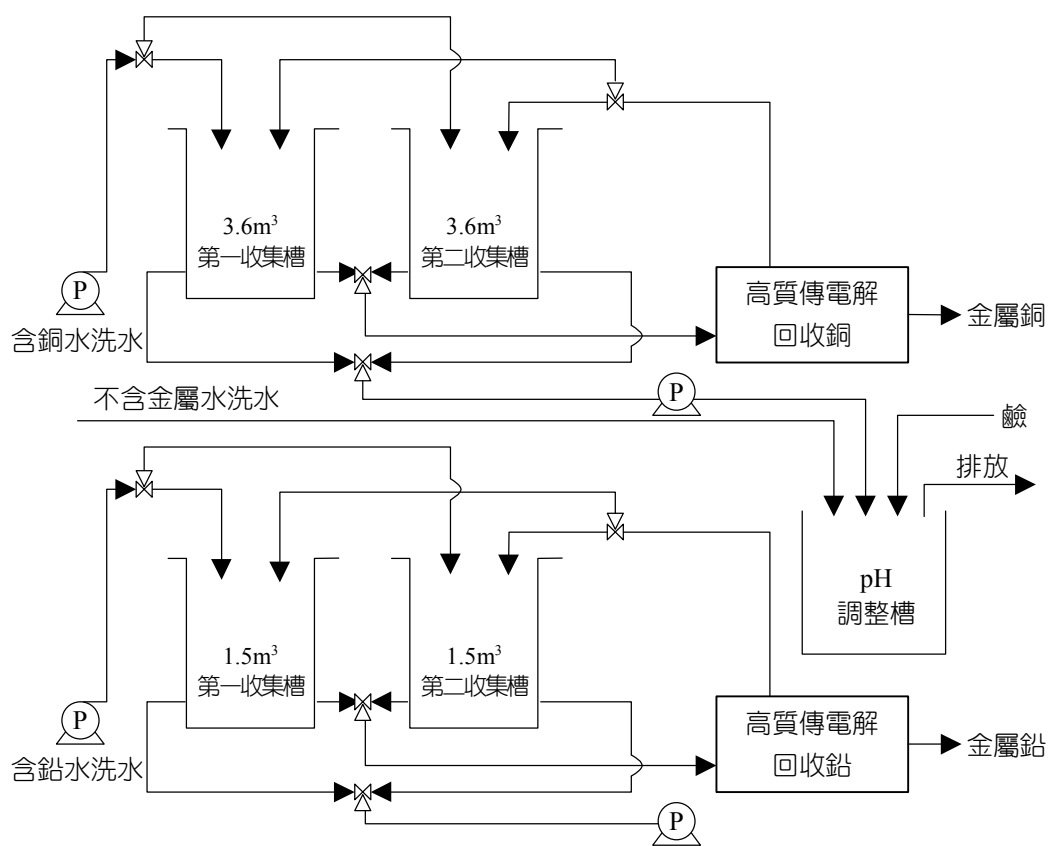 3.6m³
第一收集槽
3.6m³
第二收集槽
高質傳電解
回收銅
金屬銅
P
含銅水洗水
P
不含金屬水洗水
鹼
排放
pH
調整槽
1.5m³
第一收集槽
1.5m³
第二收集槽
高質傳電解
回收鉛
金屬鉛
P
含鉛水洗水
P